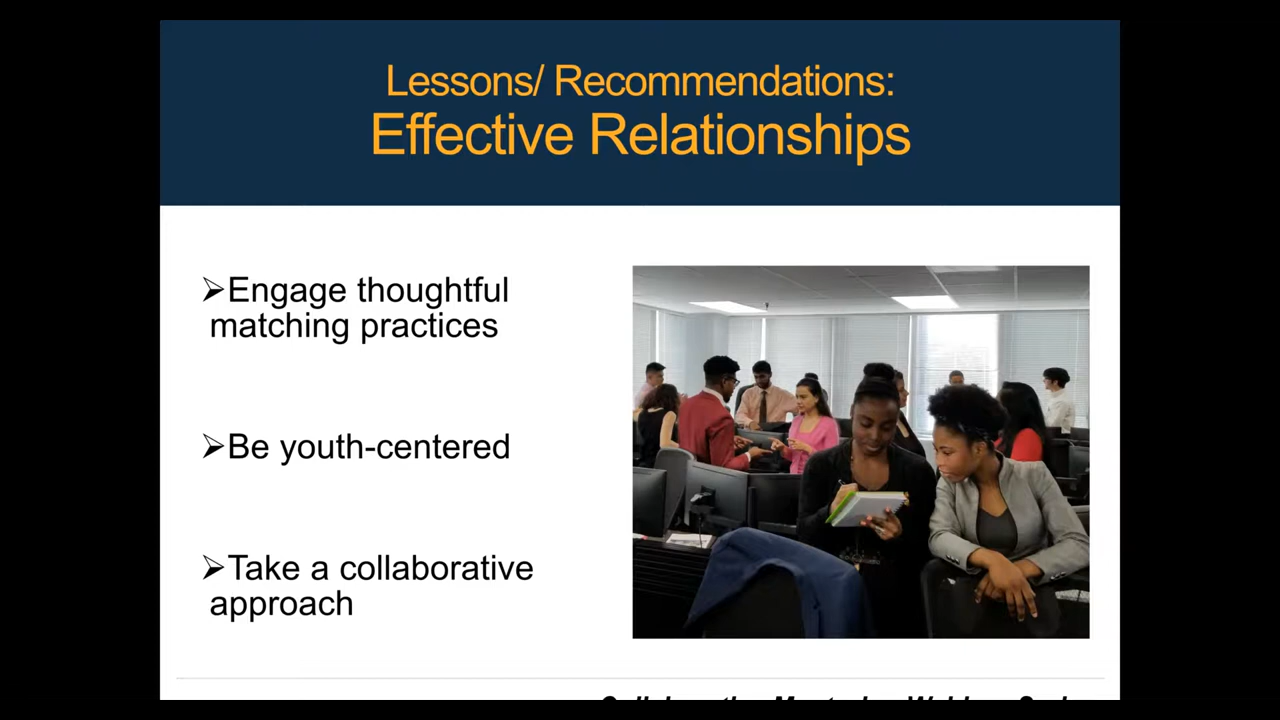 Lessons/ Recommendations:
Effective Relationships
➢Engage thoughtful
matching practices
➢Be youth-centered
➢Take a collaborative
approach